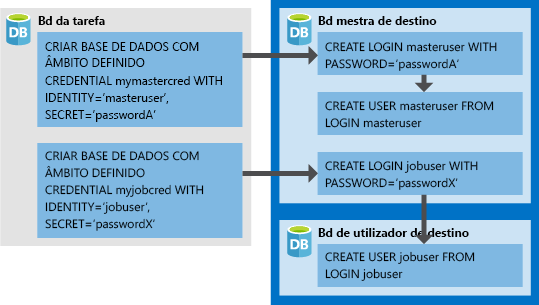 DB
Bd da tarefa
CRIAR BASE DE DADOS COM
ÂMBITO DEFINIDO
CREDENTIAL mymastercred WITH
IDENTITY='masteruser',
SECRET='passwordA'
CRIAR BASE DE DADOS COM
ÂMBITO DEFINIDO
CREDENTIAL myjobcred WITH
IDENTITY='jobuser',
SECRET='passwordX'
DB
Bd mestra de destino
CREATE LOGIN masteruser WITH
PASSWORD='passwordA'
CREATE USER masteruser FROM
LOGIN masteruser
CREATE LOGIN jobuser WITH
PASSWORD='passwordX'
DB
Bd de utilizador de destino
CREATE USER jobuser FROM
LOGIN jobuser